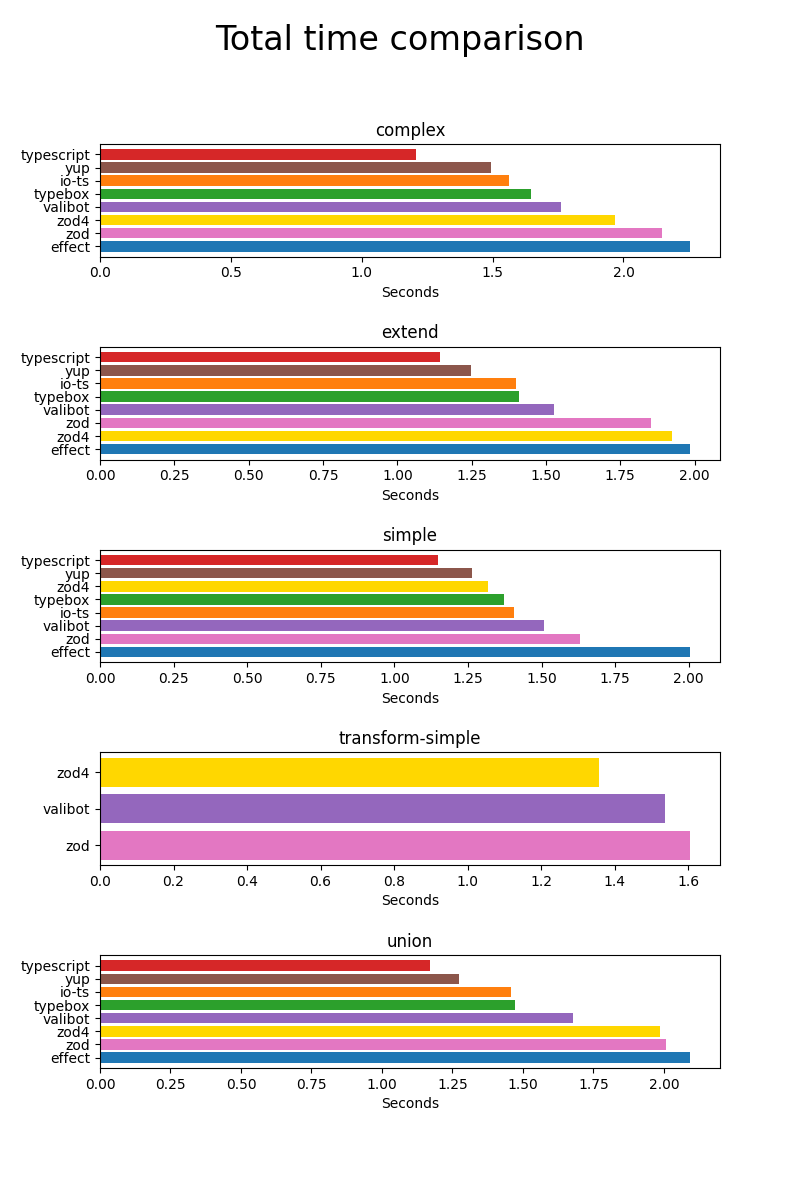 Total time comparison
complex
typescript
yup
io-ts
typebox
valibot
zod4
zod
effect
0.0 0.5 1.0 1.5 2.0
Seconds
extend
typescript
yup
io-ts
typebox
valibot
zod
zod4
effect
0.00 0.25 0.50 0.75 1.00 1.25 1.50 1.75 2.00
Seconds
simple
typescript
yup
zod4
typebox
io-ts
valibot
zod
effect
0.00 0.25 0.50 0.75 1.00 1.25 1.50 1.75 2.00
Seconds
transform-simple
zod4
valibot
zod
0.0 0.2 0.4 0.6 0.8 1.0 1.2 1.4 1.6
Seconds
union
typescript
yup
io-ts
typebox
valibot
zod4
zod
effect
0.00 0.25 0.50 0.75 1.00 1.25 1.50 1.75 2.00
Seconds